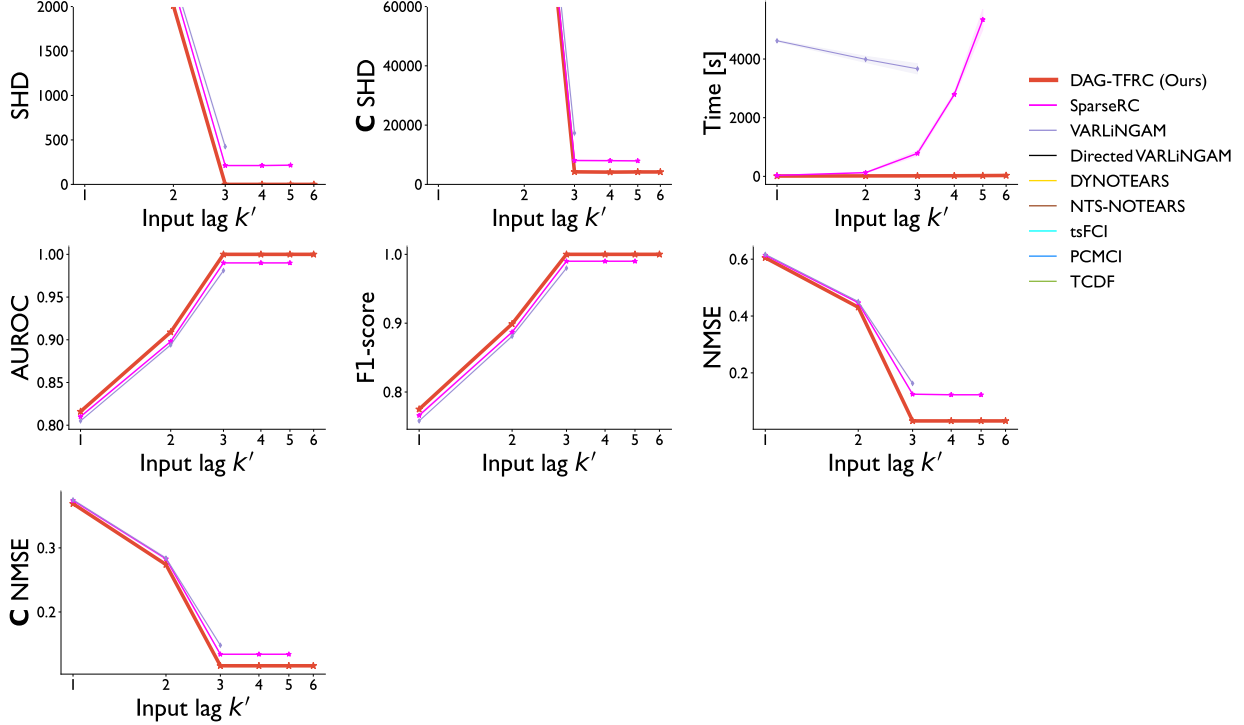 SHD
2000
1500
1000
500
0
1 2 3 4 5 6
Input lag k′
C SHD
60000
40000
20000
0
1 2 3 4 5 6
Input lag k′
Time [s]
4000
2000
0
1 2 3 4 5 6
Input lag k′
DAG-TFRC (Ours)
SparseRC
VARLiNGAM
Directed VARLiNGAM
DYNOTEARS
NTS-NOTEARS
tsFCI
PCMCI
TCDF
AUROC
1.00
0.95
0.90
0.85
0.80
1 2 3 4 5 6
Input lag k′
F1-score
1.0
0.9
0.8
1 2 3 4 5 6
Input lag k′
NMSE
0.6
0.4
0.2
1 2 3 4 5 6
Input lag k′
C NMSE
0.3
0.2
1 2 3 4 5 6
Input lag k′